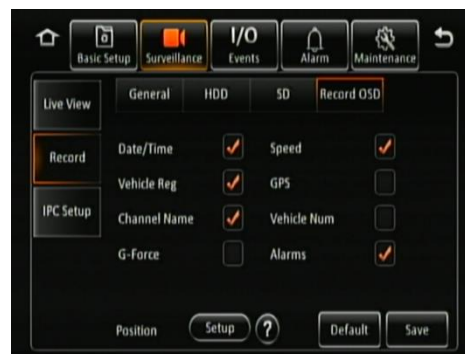 Basic Setup Surveillance I/O Events Alarm Maintenance
Live View General HDD SD Record OSD
Record Date/Time Speed
Vehicle Reg GPS
IPC Setup Channel Name Vehicle Num
G-Force Alarms
Position Setup ? Default Save